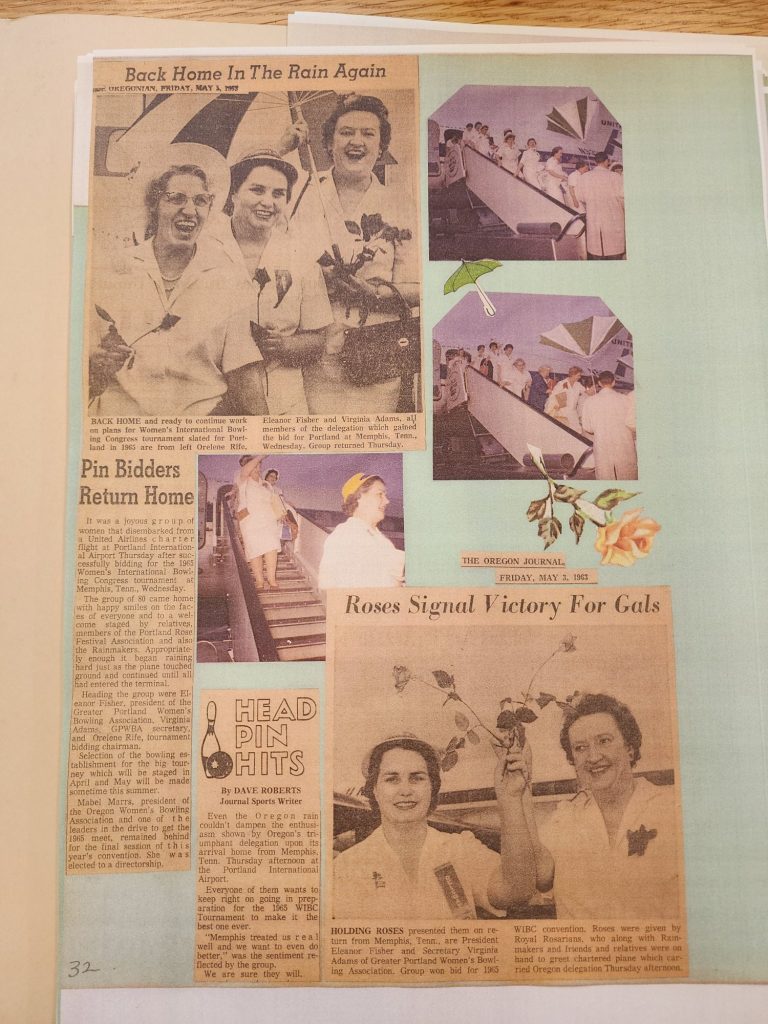 Back Home In The Rain Again
THE OREGONIAN, FRIDAY, MAY 3, 1963
BACK HOME and ready to continue work
on plans for Women's International Bowl-
ing Congress tournament slated for Port-
land in 1965 are from left Orelene Rife,
Eleanor Fisher and Virginia Adams, all
members of the delegation which gained
the bid for Portland at Memphis, Tenn.,
Wednesday. Group returned Thursday.
UNIT
UNIT
Pin Bidders
Return Home
It was a joyous group of
women that disembarked from
a United Airlines charter
flight at Portland Internation-
al Airport Thursday after suc-
cessfully bidding for the 1965
Women's International Bowl-
ing Congress tournament at
Memphis, Tenn., Wednesday.
The group of 80 came home
with happy smiles on the fac-
es of everyone and to a wel-
come staged by relatives,
members of the Portland Rose
Festival Association and also
the Rainmakers. Appropriate-
ly enough it began raining
hard just as the plane touched
ground and continued until all
had entered the terminal.
Heading the group were El-
eanor Fisher, president of the
Greater Portland Women's
Bowling Association, Virginia
Adams, GPWBA secretary,
and Orelene Rife, tournament
bidding chairman.
Selection of the bowling es-
tablishment for the big tour-
ney which will be staged in
April and May will be made
sometime this summer.
Mabel Marrs, president of
the Oregon Women's Bowling
Association and one of the
leaders in the drive to get the
1965 meet, remained behind
for the final session of this
year's convention. She was
elected to a directorship.
THE OREGON JOURNAL,
FRIDAY, MAY 3, 1963
Roses Signal Victory For Gals
HOLDING ROSES presented them on re-
turn from Memphis, Tenn., are President
Eleanor Fisher and Secretary Virginia
Adams of Greater Portland Women's Bowl-
ing Association. Group won bid for 1965
WIBC convention. Roses were given by
Royal Rosarians, who along with Rain-
makers and friends and relatives were on
hand to greet chartered plane which car-
ried Oregon delegation Thursday afternoon.
HEAD
PIN
HITS
By DAVE ROBERTS
Journal Sports Writer
Even the Oregon rain
couldn't dampen the enthusi-
asm shown by Oregon's tri-
umphant delegation upon its
arrival home from Memphis,
Tenn. Thursday afternoon at
the Portland International
Airport.
Everyone of them wants to
keep right on going in prep-
aration for the 1965 WIBC
Tournament to make it the
best one ever.
"Memphis treated us real
well and we want to even do
better," was the sentiment re-
flected by the group.
We are sure they will.
32